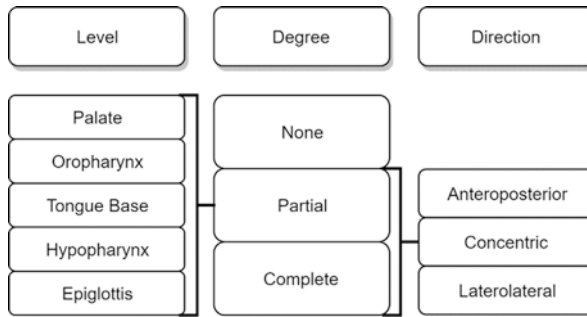 Level
Degree
Direction
Palate
Oropharynx
Tongue Base
Hypopharynx
Epiglottis
None
Partial
Complete
Anteroposterior
Concentric
Laterolateral